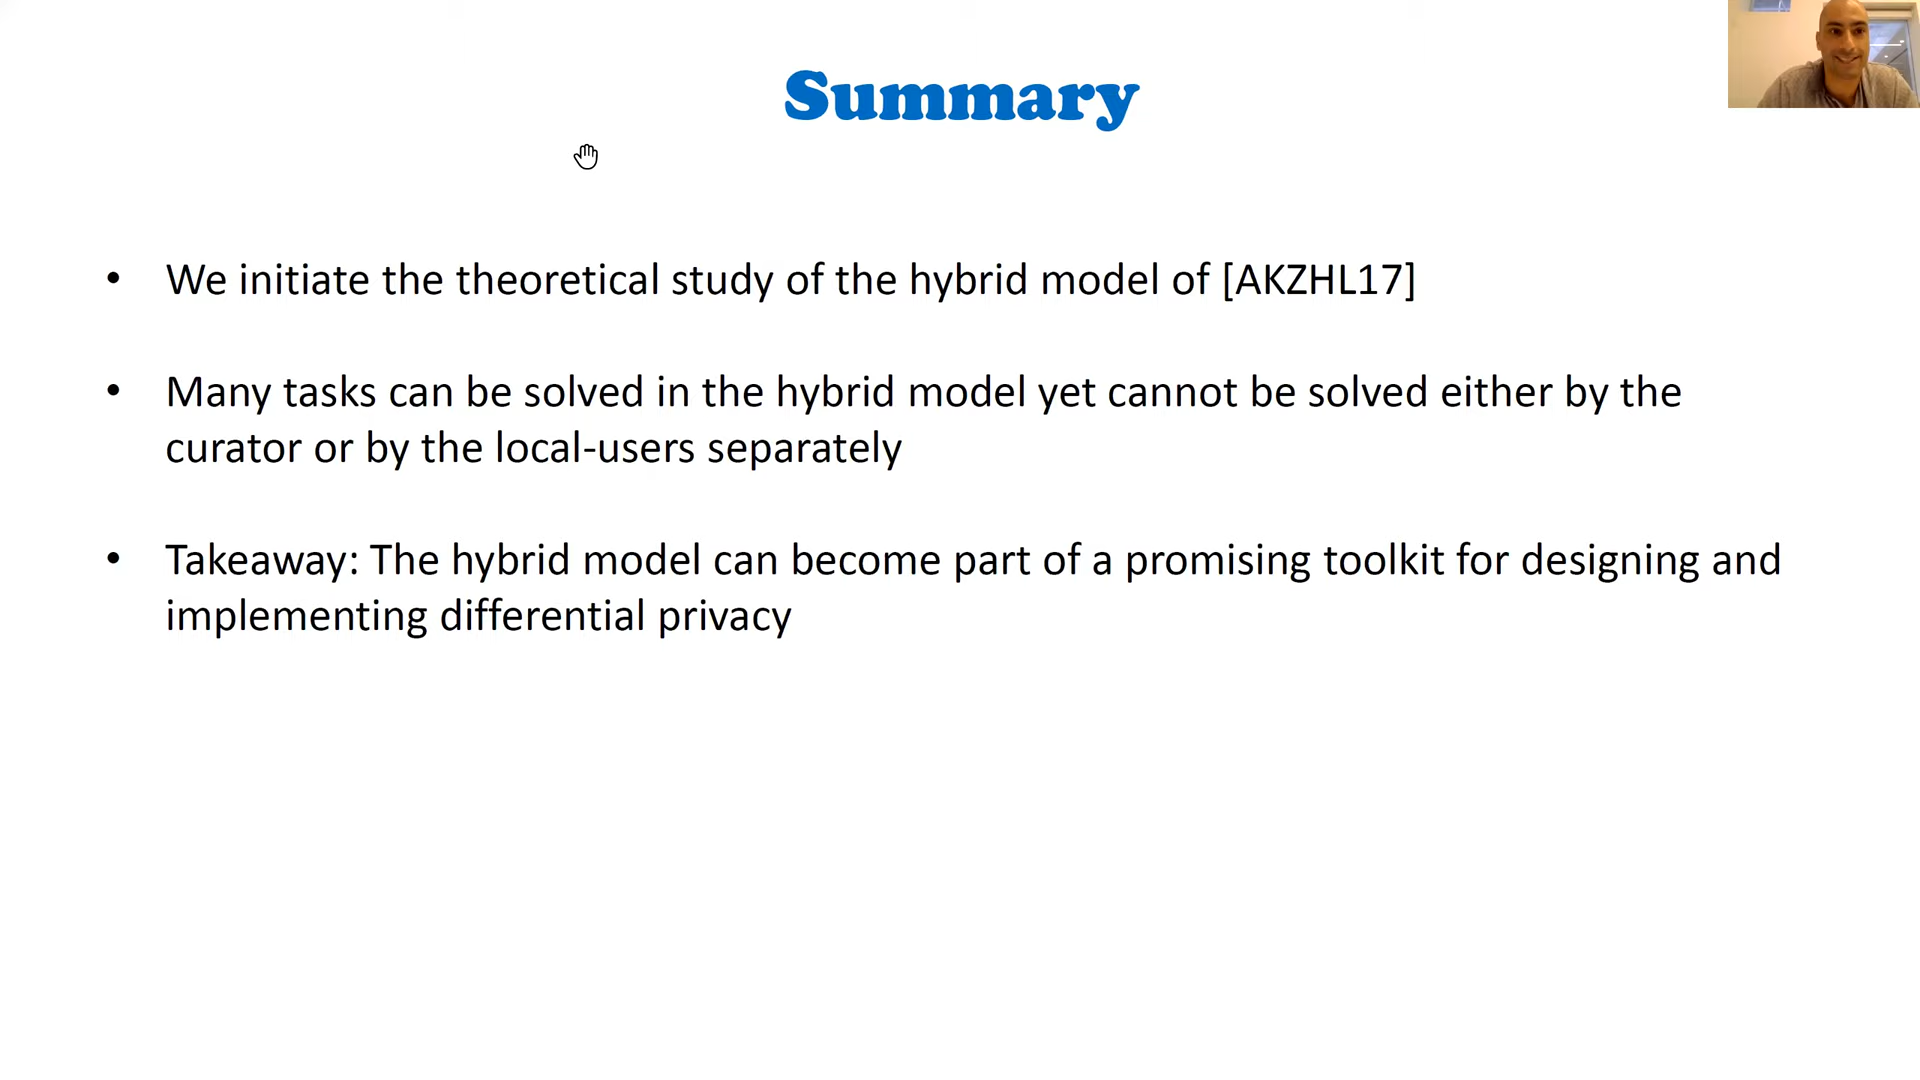 Summary
• We initiate the theoretical study of the hybrid model of [AKZHL17]
• Many tasks can be solved in the hybrid model yet cannot be solved either by the
curator or by the local-users separately
• Takeaway: The hybrid model can become part of a promising toolkit for designing and
implementing differential privacy